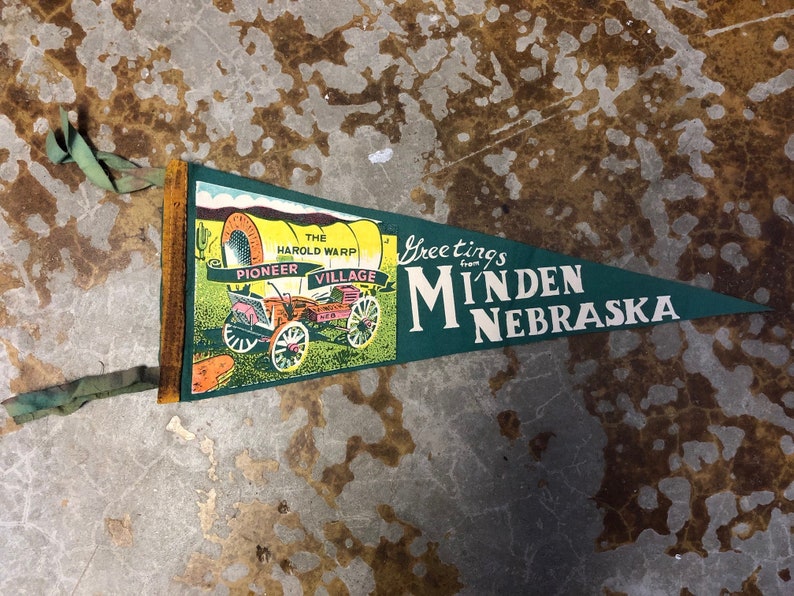 THE
HAROLD WARP
PIONEER VILLAGE
NEB
Greetings
from
MINDEN
NEBRASKA